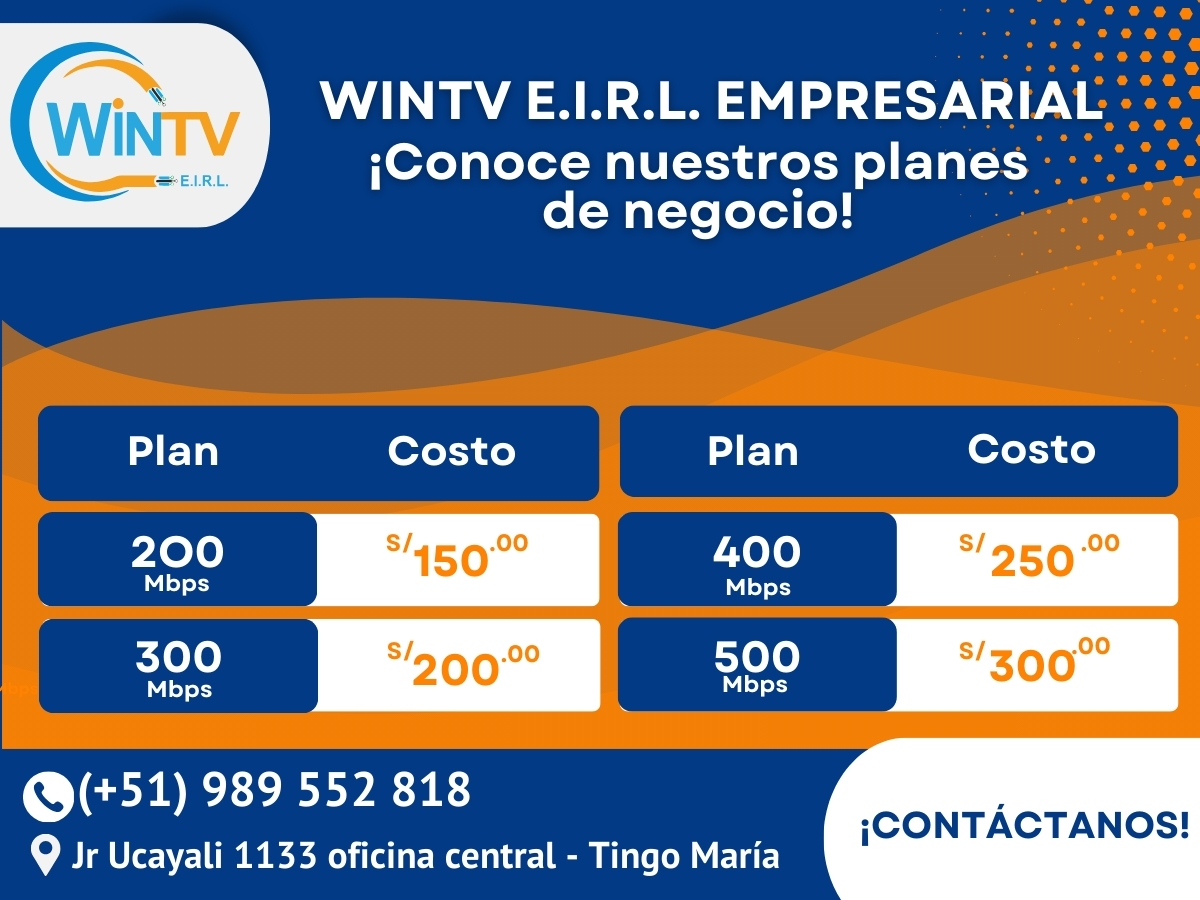 WINTV
E.I.R.L.
WINTV E.I.R.L. EMPRESARIAL
¡Conoce nuestros planes
de negocio!
Plan Costo
200 Mbps S/150.00
300 Mbps S/200.00
Plan Costo
400 Mbps S/250.00
500 Mbps S/300.00
Mbps
(+51) 989 552 818
Jr Ucayali 1133 oficina central - Tingo María
¡CONTÁCTANOS!